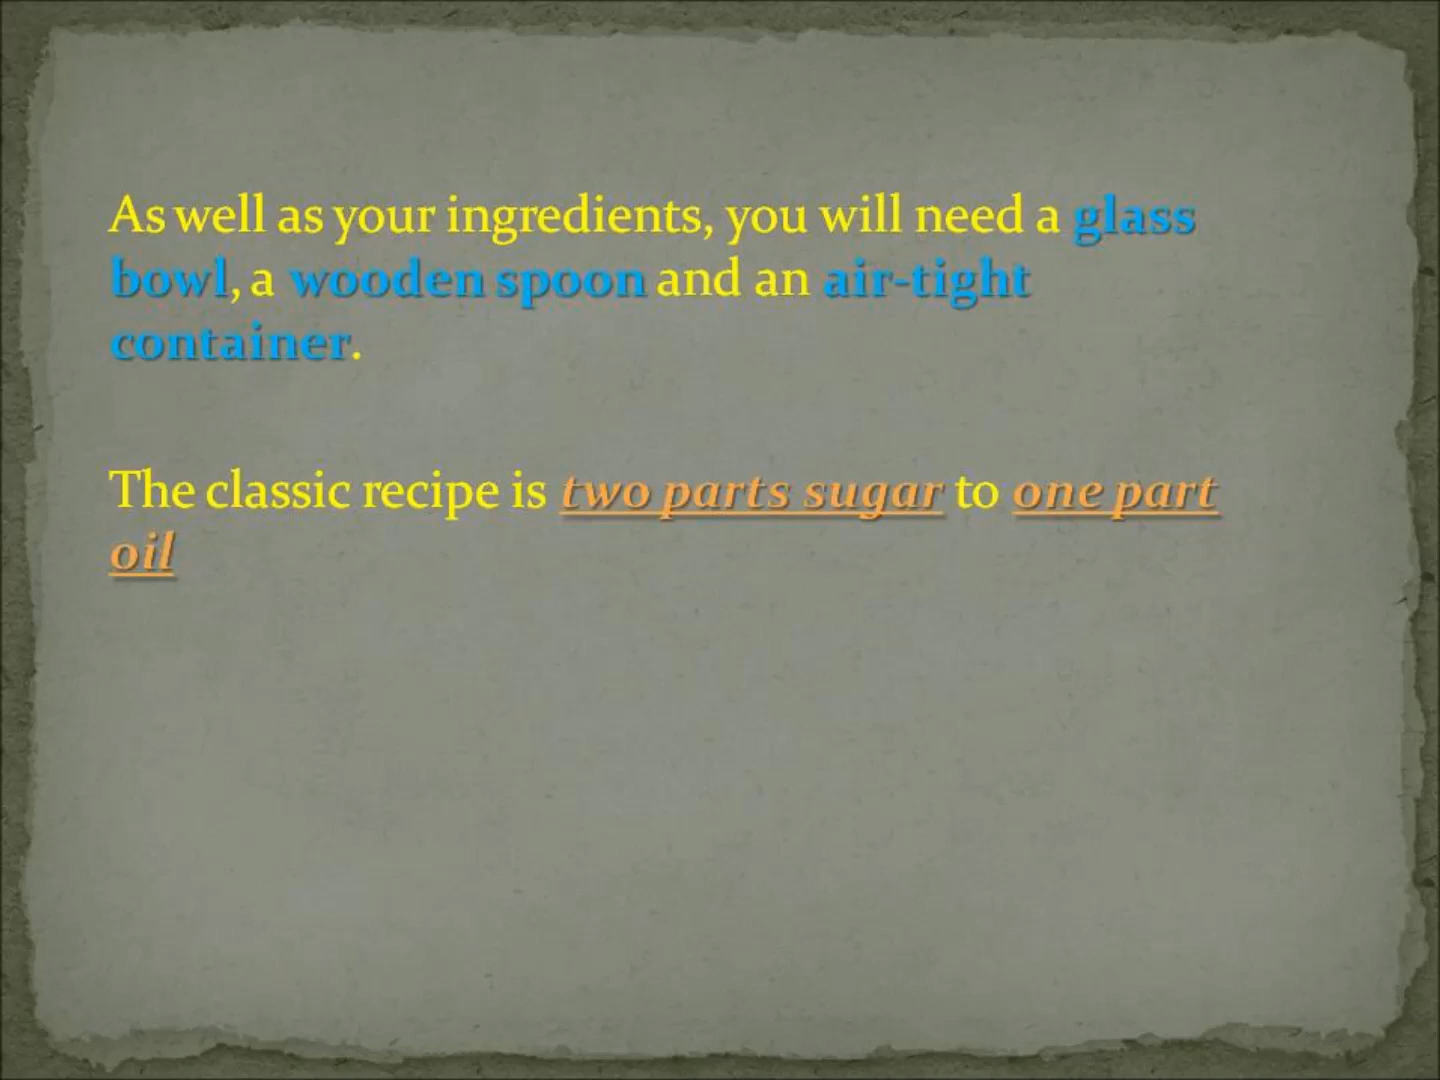 As well as your ingredients, you will need a glass
bowl, a wooden spoon and an air-tight
container.
The classic recipe is two parts sugar to one part
oil